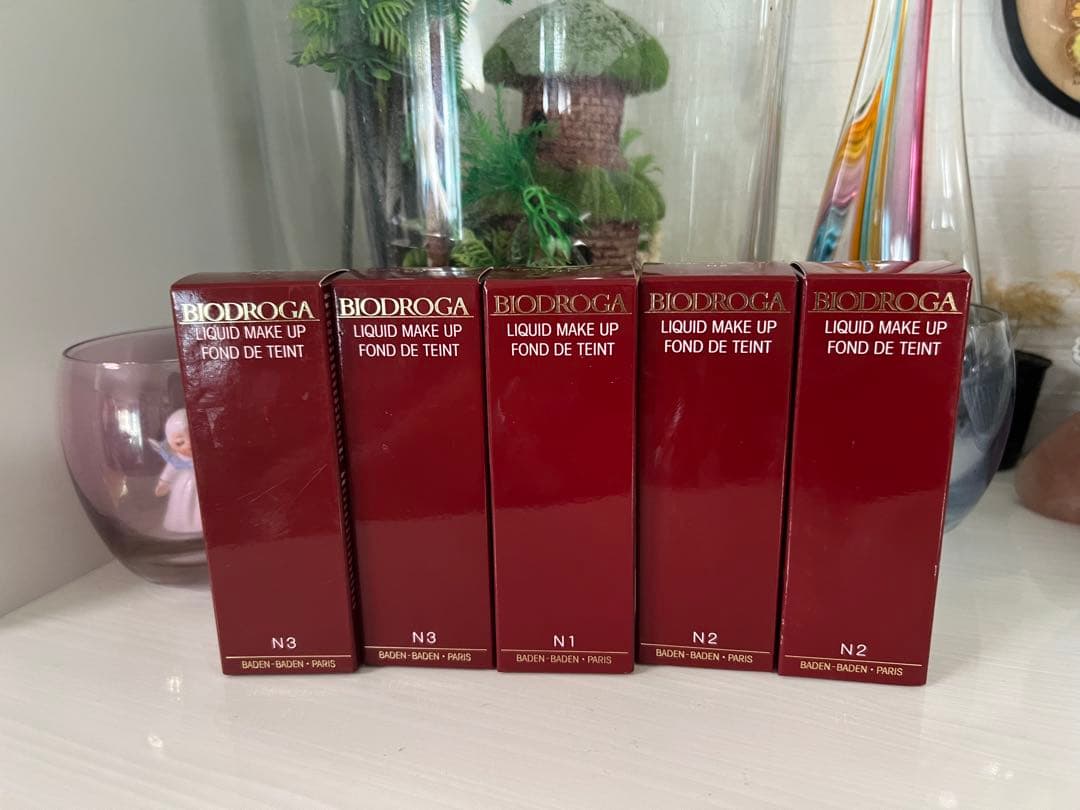 BIODROGA
LIQUID MAKE UP
FOND DE TEINT
N3
BADEN-BADEN • PARIS
BIODROGA
LIQUID MAKE UP
FOND DE TEINT
N3
BADEN-BADEN • PARIS
BIODROGA
LIQUID MAKE UP
FOND DE TEINT
N1
BADEN-BADEN • PARIS
BIODROGA
LIQUID MAKE UP
FOND DE TEINT
N2
BADEN-BADEN • PARIS
BIODROGA
LIQUID MAKE UP
FOND DE TEINT
N2
BADEN-BADEN • PARIS